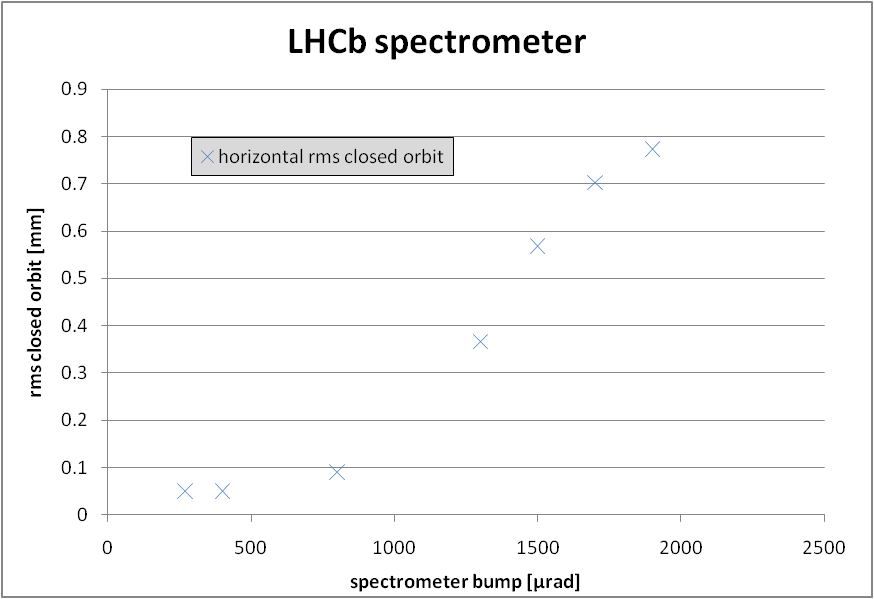 LHCb spectrometer
0.9
0.8
horizontal rms closed orbit
0.7
0.6
0.5
0.4
0.3
0.2
0.1
0
rms closed orbit [mm]
0 500 1000 1500 2000 2500
spectrometer bump [µrad]